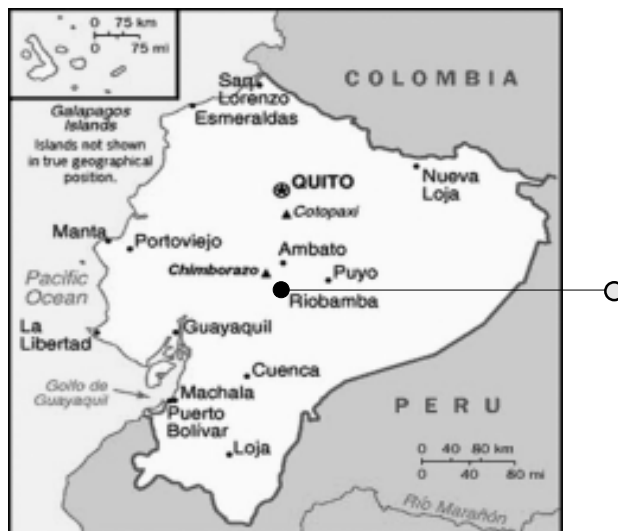 0 75 km
0 75 mi
Galapagos
Islands
Islands not shown
in true geographical
position.
COLOMBIA
San
Lorenzo
Esmeraldas
QUITO
Nueva
Loja
Cotopaxi
Manta
Portoviejo
Ambato
Chimborazo
Puyo
Pacific
Ocean
Riobamba
La
Libertad
Guayaquil
Cuenca
Golfo de
Guayaquil
Machala
Puerto
Bolívar
Loja
PERU
0 40 80 km
0 40 80 mi
Río Marañón